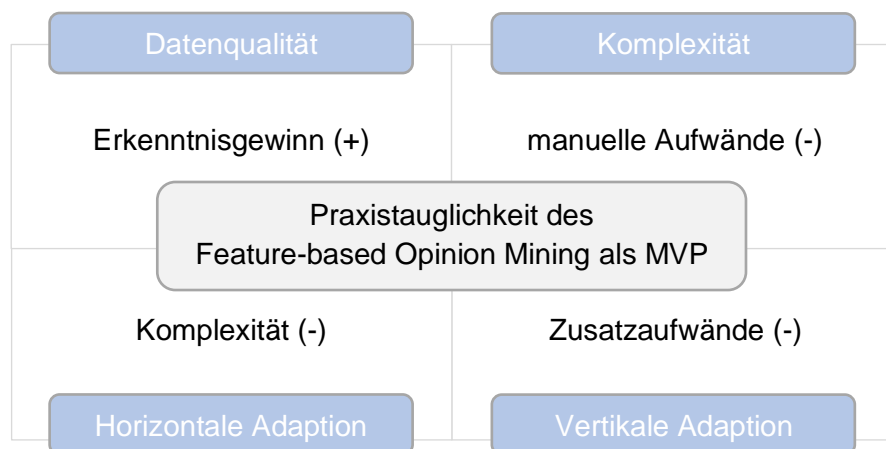 Datenqualität
Komplexität
Erkenntnisgewinn (+)
manuelle Aufwände (-)
Praxistauglichkeit des
Feature-based Opinion Mining als MVP
Komplexität (-)
Zusatzaufwände (-)
Horizontale Adaption
Vertikale Adaption